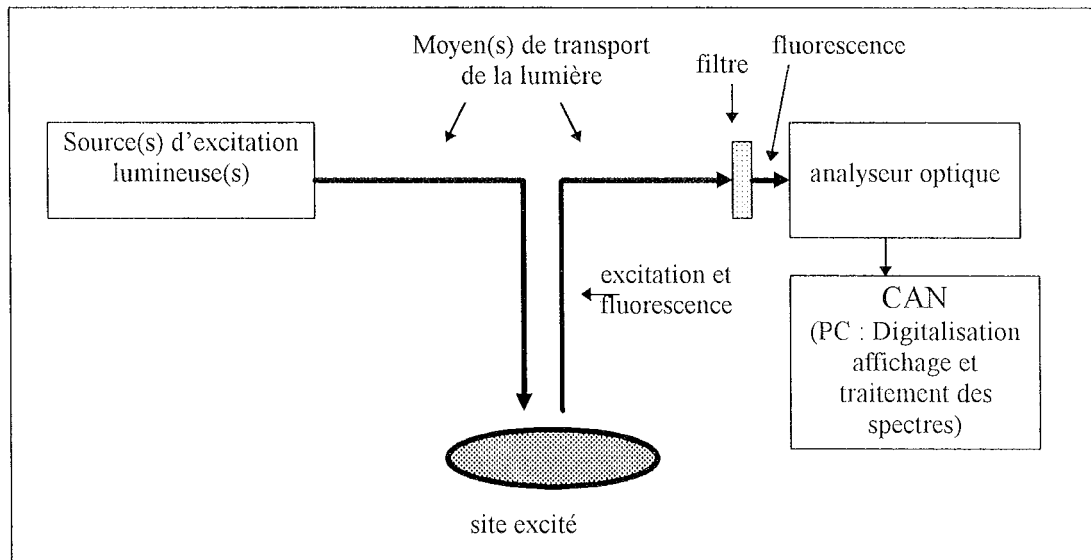 Moyen(s) de transport
de la lumière
fluorescence
filtre
Source(s) d'excitation
lumineuse(s)
analyseur optique
excitation et
fluorescence
CAN
(PC : Digitalisation
affichage et
traitement des
spectres)
site excité